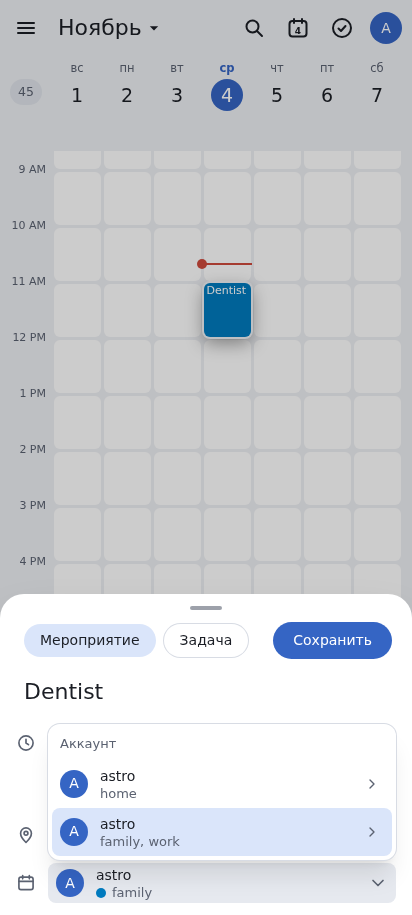 Ноябрь
4
A
вс пн вт ср чт пт сб
45
1 2 3 4 5 6 7
9 AM
10 AM
11 AM
Dentist
12 PM
1 PM
2 PM
3 PM
4 PM
Мероприятие
Задача
Сохранить
Dentist
Аккаунт
A
astro
home
A
astro
family, work
A
astro
family